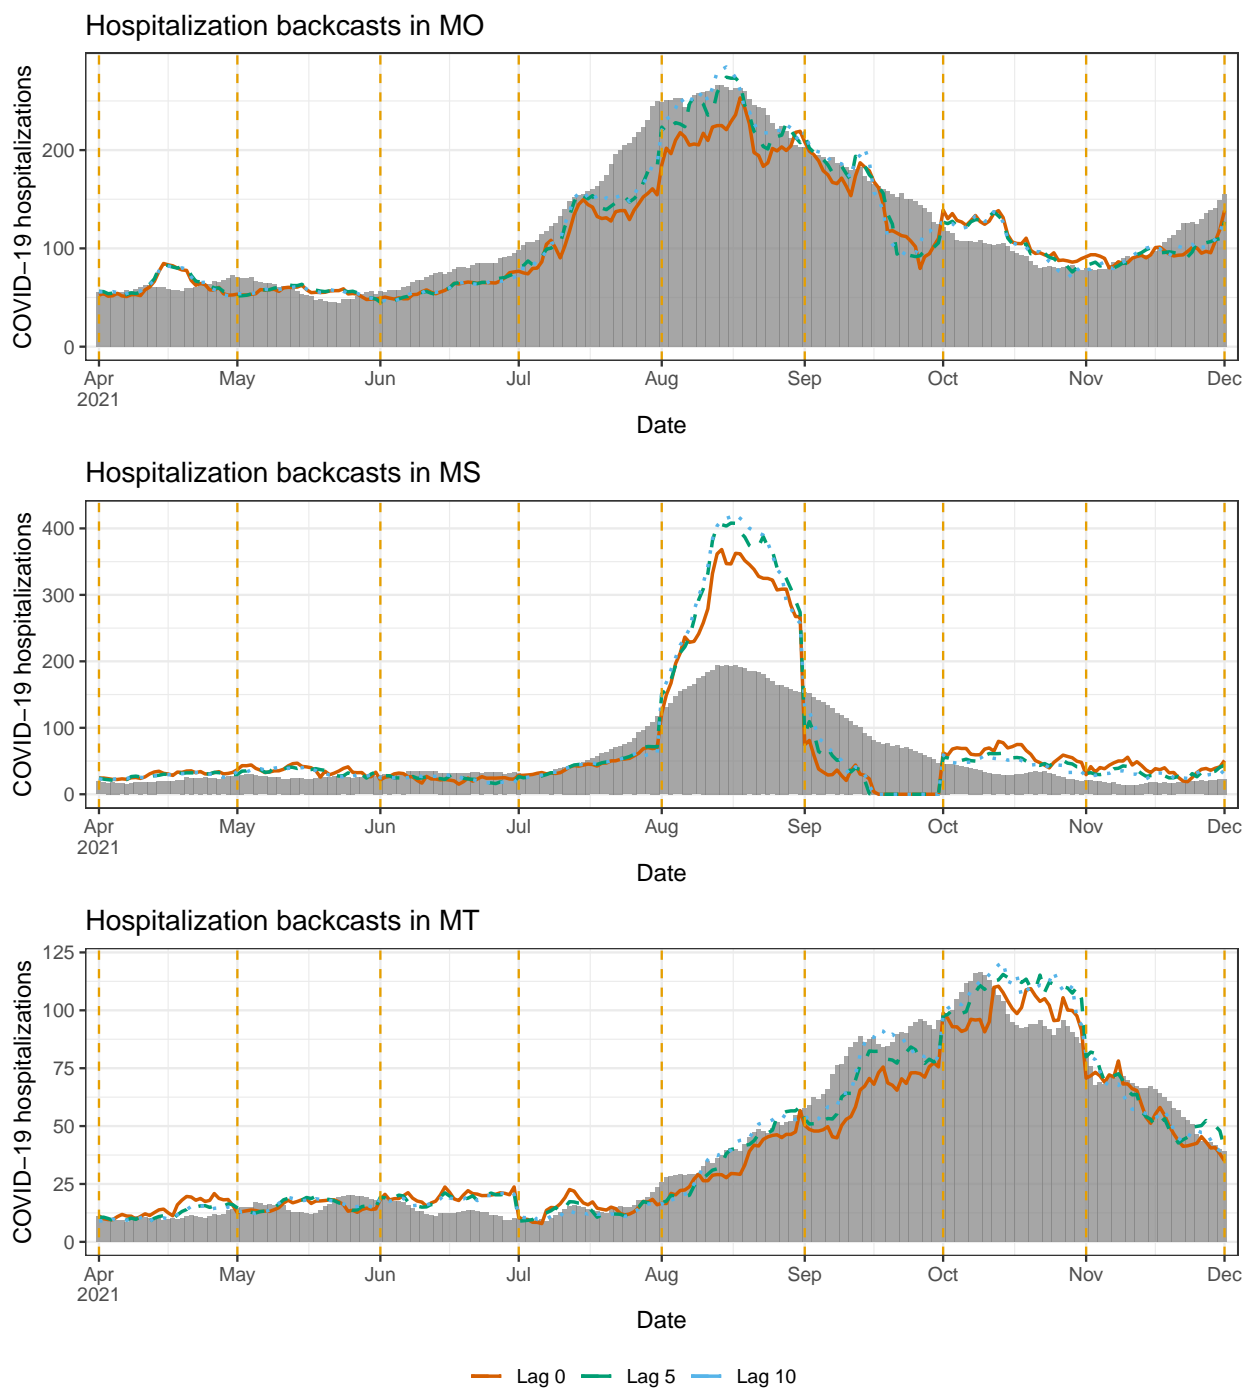 Hospitalization backcasts in MO
COVID−19 hospitalizations
200
100
0
Apr May Jun Jul Aug Sep Oct Nov Dec
2021
Date
Hospitalization backcasts in MS
COVID−19 hospitalizations
400
300
200
100
0
Apr May Jun Jul Aug Sep Oct Nov Dec
2021
Date
Hospitalization backcasts in MT
COVID−19 hospitalizations
125
100
75
50
25
0
Apr May Jun Jul Aug Sep Oct Nov Dec
2021
Date
Lag 0 Lag 5 Lag 10